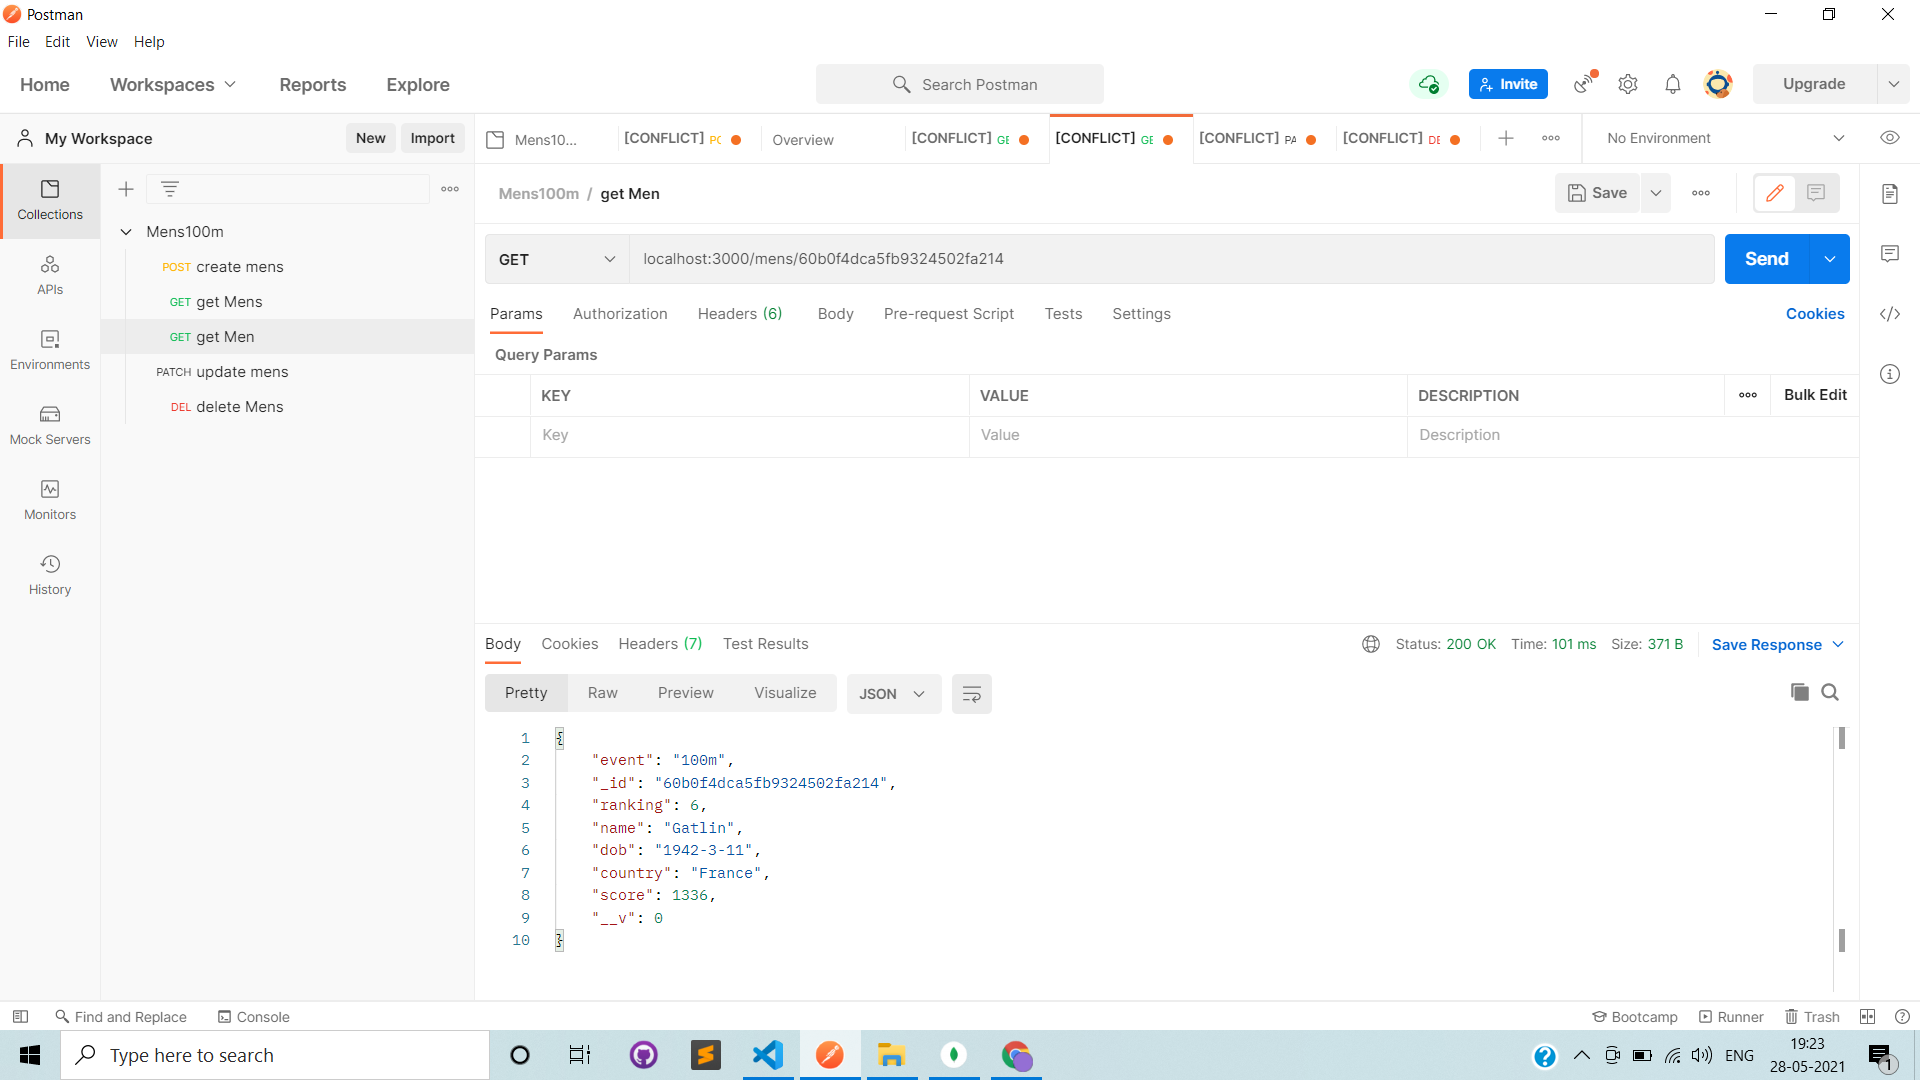 Postman
File Edit View Help
Home Workspaces Reports Explore Search Postman Invite Upgrade
My Workspace New Import Mens10... [CONFLICT] PO Overview [CONFLICT] GE [CONFLICT] GE [CONFLICT] PA [CONFLICT] DE No Environment
Collections
APIs
Environments
Mock Servers
Monitors
History
Mens100m
POST create mens
GET get Mens
GET get Men
PATCH update mens
DEL delete Mens
Mens100m / get Men Save
GET localhost:3000/mens/60b0f4dca5fb9324502fa214 Send
Params Authorization Headers (6) Body Pre-request Script Tests Settings Cookies
Query Params
KEY VALUE DESCRIPTION Bulk Edit
Key Value Description
Body Cookies Headers (7) Test Results Status: 200 OK Time: 101 ms Size: 371 B Save Response
Pretty Raw Preview Visualize JSON
1 {
2 "event": "100m",
3 "_id": "60b0f4dca5fb9324502fa214",
4 "ranking": 6,
5 "name": "Gatlin",
6 "dob": "1942-3-11",
7 "country": "France",
8 "score": 1336,
9 "__v": 0
10 }
Find and Replace Console Bootcamp Runner Trash
Type here to search ENG 19:23
28-05-2021 1